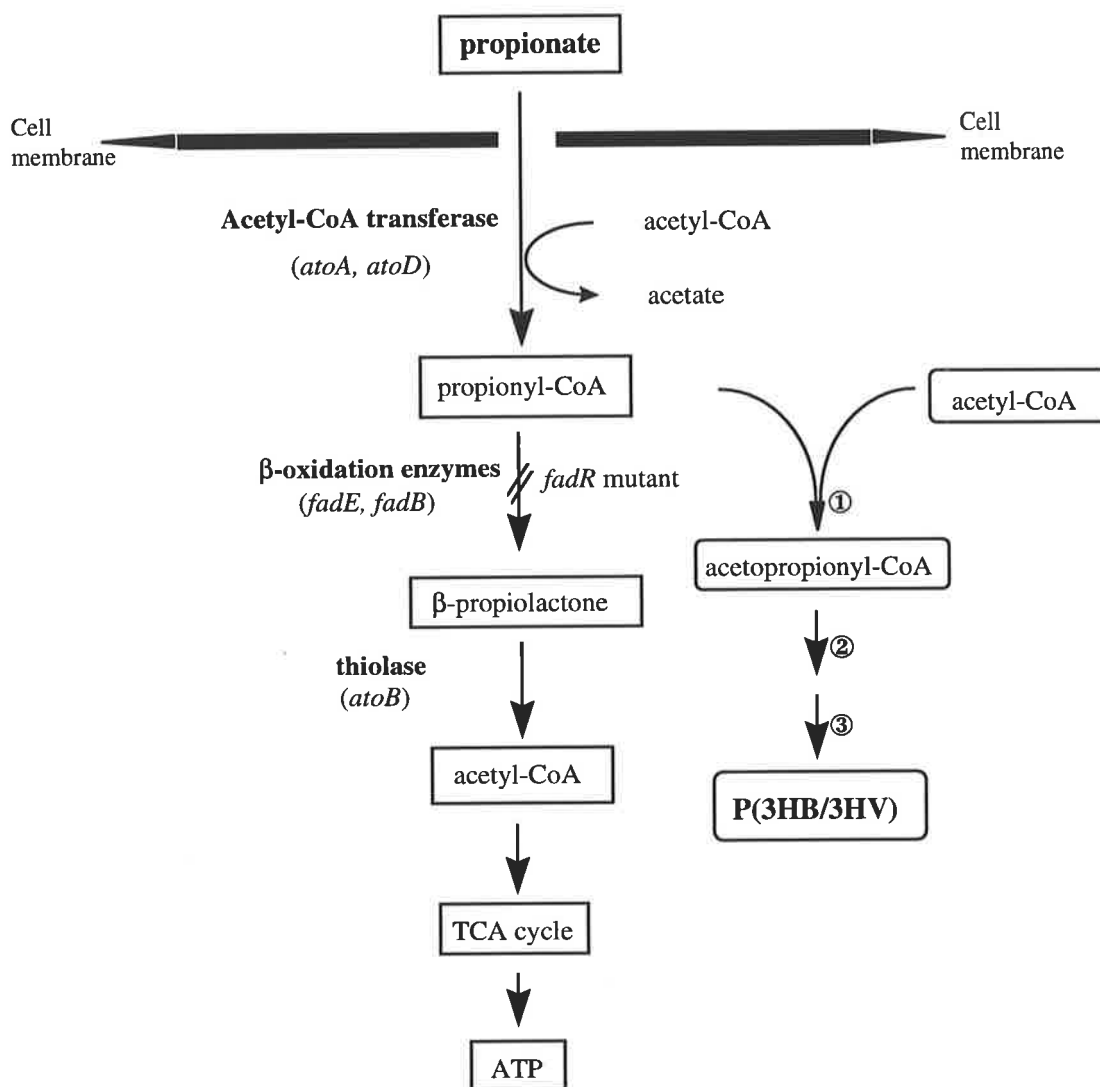 propionate
Cell
membrane
Cell
membrane
Acetyl-CoA transferase
(atoA, atoD)
acetyl-CoA
acetate
propionyl-CoA
acetyl-CoA
β-oxidation enzymes
(fadE, fadB)
fadR mutant
①
acetopropionyl-CoA
β-propiolactone
②
thiolase
(atoB)
③
acetyl-CoA
P(3HB/3HV)
TCA cycle
ATP